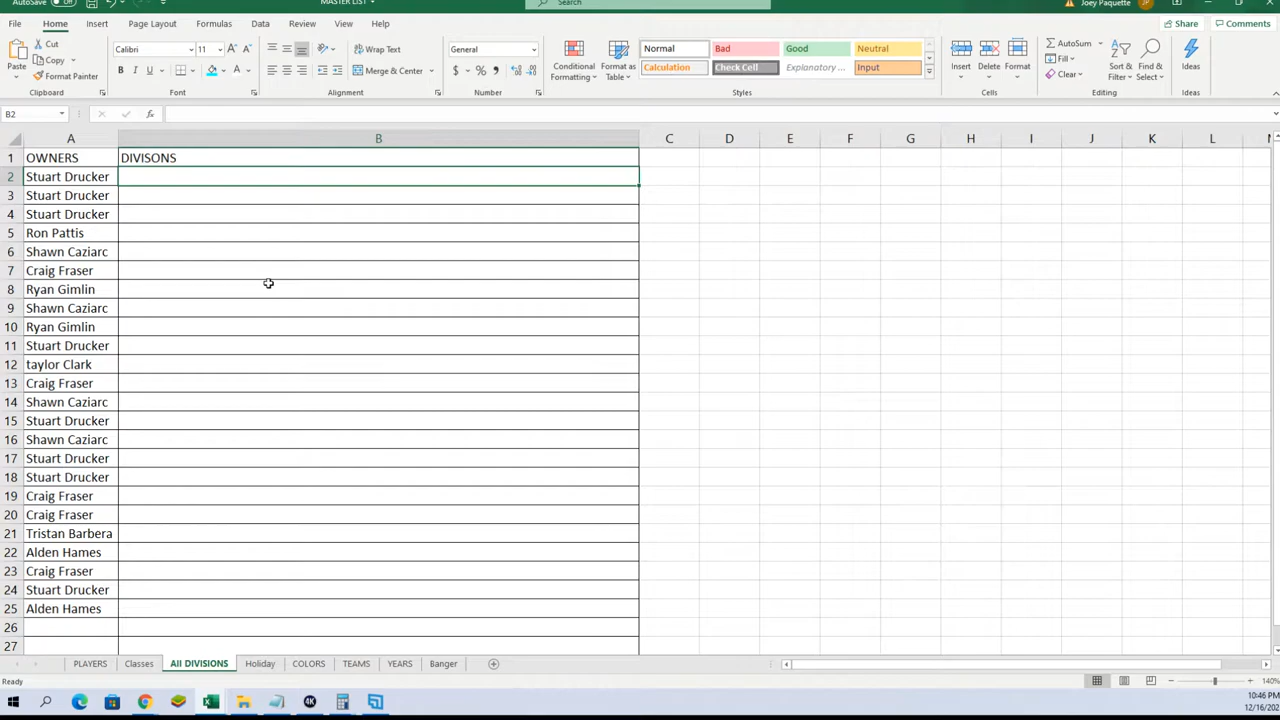 AutoSave Off MASTER LIST Search Joey Paquette JP
File Home Insert Page Layout Formulas Data Review View Help Share Comments
Paste Cut Copy Format Painter Clipboard
Calibri 11 A A B I U A Font
Wrap Text Merge & Center Alignment
General $ % Number
Conditional Formatting Format as Table
Normal Bad Good Neutral
Calculation Check Cell Explanatory ... Input
Styles
Insert Delete Format Cells
AutoSum Fill Clear Sort & Filter Find & Select Editing
Ideas Ideas
B2 fx
A B C D E F G H I J K L
1 OWNERS DIVISONS
2 Stuart Drucker
3 Stuart Drucker
4 Stuart Drucker
5 Ron Pattis
6 Shawn Caziarc
7 Craig Fraser
8 Ryan Gimlin
9 Shawn Caziarc
10 Ryan Gimlin
11 Stuart Drucker
12 taylor Clark
13 Craig Fraser
14 Shawn Caziarc
15 Stuart Drucker
16 Shawn Caziarc
17 Stuart Drucker
18 Stuart Drucker
19 Craig Fraser
20 Craig Fraser
21 Tristan Barbera
22 Alden Hames
23 Craig Fraser
24 Stuart Drucker
25 Alden Hames
26
27
PLAYERS Classes All DIVISIONS Holiday COLORS TEAMS YEARS Banger
Ready 140%
4K 10:46 PM
12/16/202